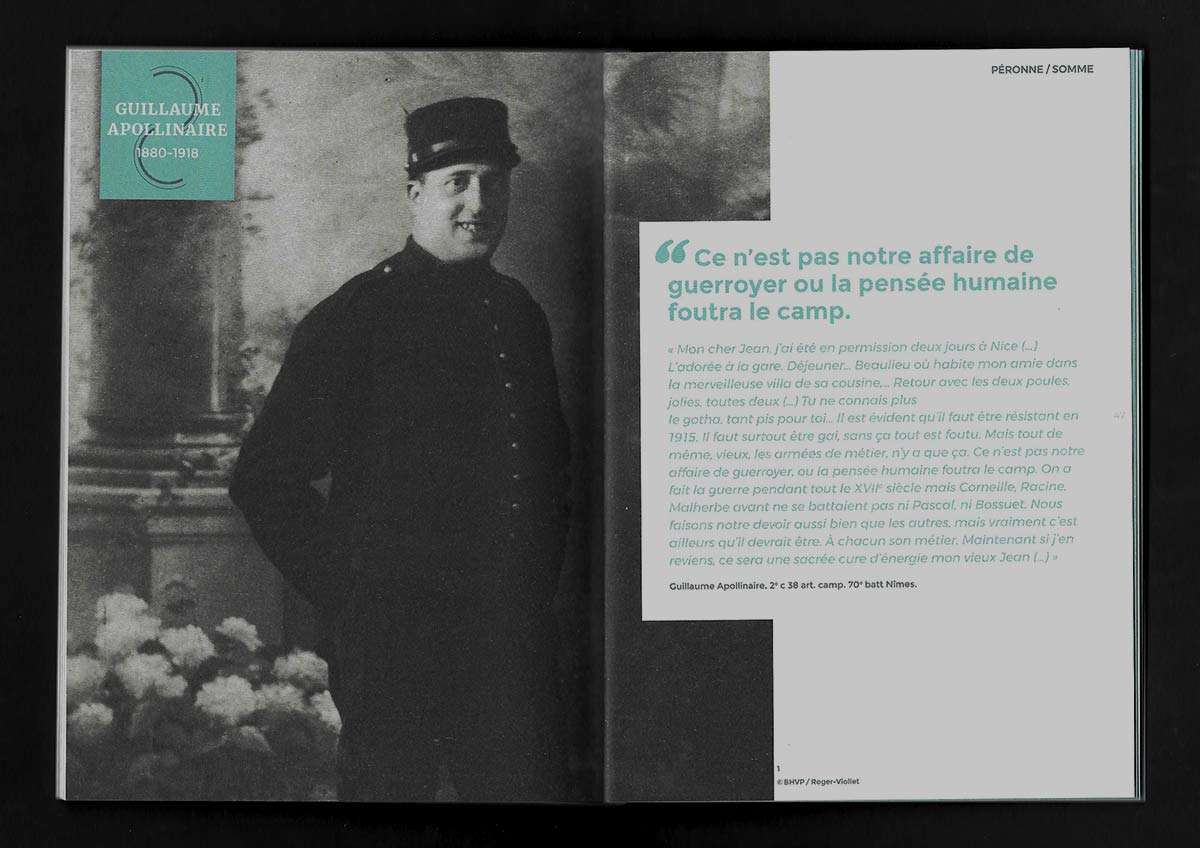 GUILLAUME
APOLLINAIRE
1880-1918
PÉRONNE / SOMME
“ Ce n’est pas notre affaire de
guerroyer ou la pensée humaine
foutra le camp.
« Mon cher Jean, j’ai été en permission deux jours à Nice (...)
L’adorée à la gare. Déjeuner... Beaulieu où habite mon amie dans
la merveilleuse villa de sa cousine,... Retour avec les deux poules,
jolies, toutes deux (...) Tu ne connais plus
le gotha, tant pis pour toi... Il est évident qu’il faut être résistant en
1915. Il faut surtout être gai, sans ça tout est foutu. Mais tout de
même, vieux, les armées de métier, n’y a que ça. Ce n’est pas notre
affaire de guerroyer, ou la pensée humaine foutra le camp. On a
fait la guerre pendant tout le XVIIᵉ siècle mais Corneille, Racine,
Malherbe avant ne se battaient pas ni Pascal, ni Bossuet. Nous
faisons notre devoir aussi bien que les autres, mais vraiment c’est
ailleurs qu’il devrait être. À chacun son métier. Maintenant si j’en
reviens, ce sera une sacrée cure d’énergie mon vieux Jean (...) »
Guillaume Apollinaire. 2ᵉ c 38 art. camp. 70ᵉ batt Nîmes.
47
1
© BHVP / Roger-Viollet